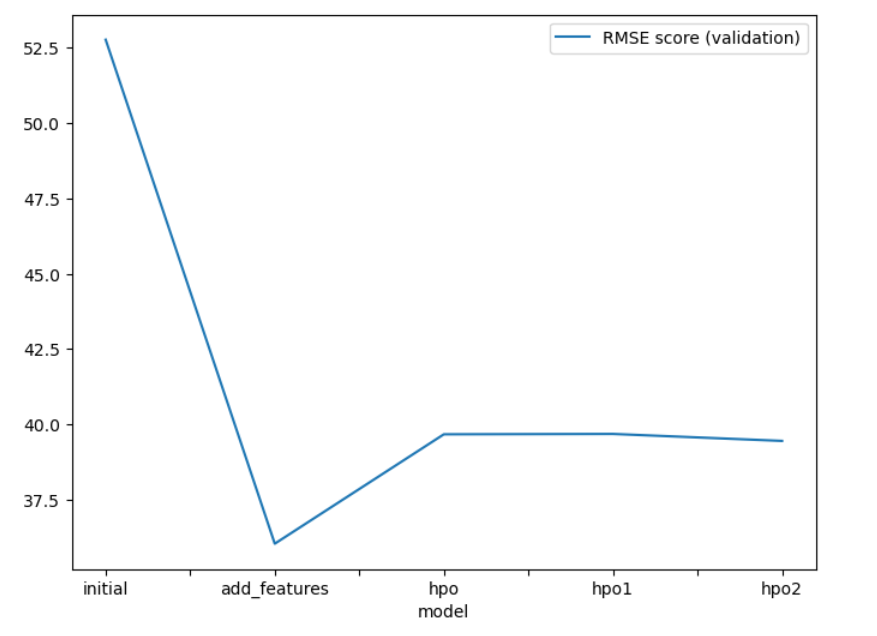 RMSE score (validation)
52.5
50.0
47.5
45.0
42.5
40.0
37.5
initial add_features hpo hpo1 hpo2
model